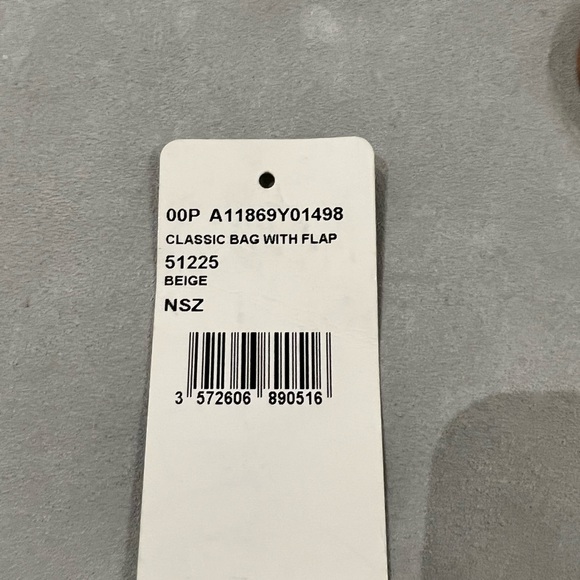 00P A11869Y01498
CLASSIC BAG WITH FLAP
51225
BEIGE
NSZ
3 572606 890516